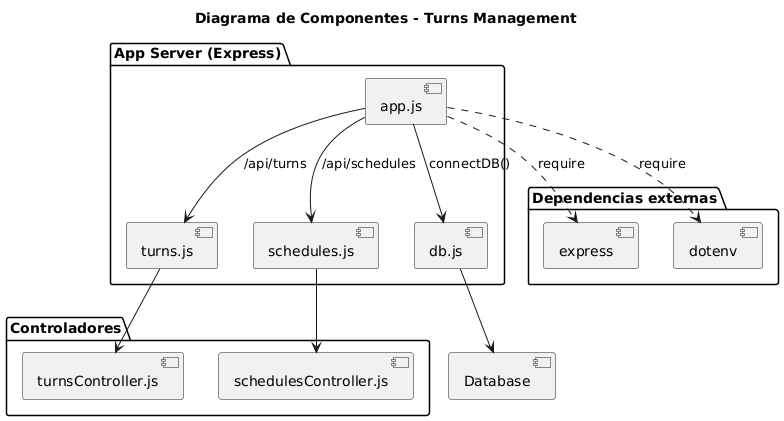 Diagrama de Componentes - Turns Management
App Server (Express)
app.js
/api/turns
/api/schedules
connectDB()
require
require
Dependencias externas
turns.js
schedules.js
db.js
express
dotenv
Controladores
turnsController.js
schedulesController.js
Database